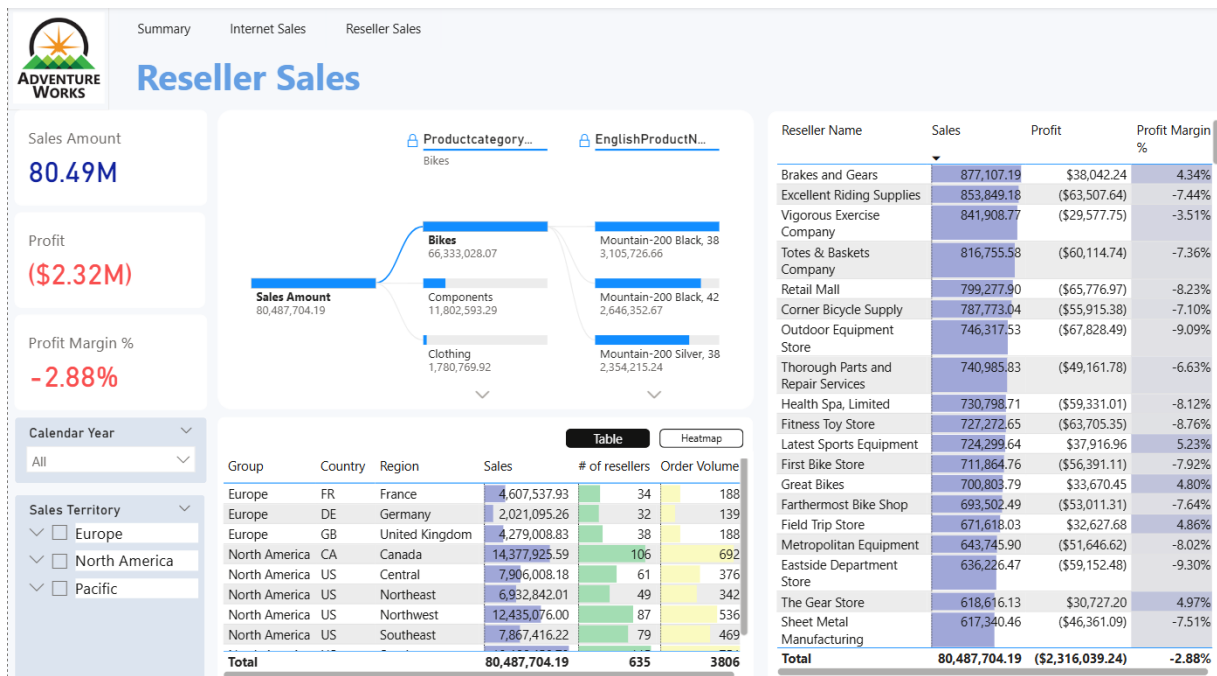 ADVENTURE
WORKS
Summary Internet Sales Reseller Sales
Reseller Sales
Sales Amount
80.49M
Profit
($2.32M)
Profit Margin %
-2.88%
Calendar Year
All
Sales Territory
Europe
North America
Pacific
Productcategory...
Bikes
EnglishProductN...
Sales Amount
80,487,704.19
Bikes
66,333,028.07
Components
11,802,593.29
Clothing
1,780,769.92
Mountain-200 Black, 38
3,105,726.66
Mountain-200 Black, 42
2,646,352.67
Mountain-200 Silver, 38
2,354,215.24
Table Heatmap
Group Country Region Sales # of resellers Order Volume
Europe FR France 4,607,537.93 34 188
Europe DE Germany 2,021,095.26 32 139
Europe GB United Kingdom 4,279,008.83 38 188
North America CA Canada 14,377,925.59 106 692
North America US Central 7,906,008.18 61 376
North America US Northeast 6,932,842.01 49 342
North America US Northwest 12,435,076.00 87 536
North America US Southeast 7,867,416.22 79 469
Total 80,487,704.19 635 3806
Reseller Name Sales Profit Profit Margin
%
Brakes and Gears 877,107.19 $38,042.24 4.34%
Excellent Riding Supplies 853,849.18 ($63,507.64) -7.44%
Vigorous Exercise 841,908.77 ($29,577.75) -3.51%
Company
Totes & Baskets 816,755.58 ($60,114.74) -7.36%
Company
Retail Mall 799,277.90 ($65,776.97) -8.23%
Corner Bicycle Supply 787,773.04 ($55,915.38) -7.10%
Outdoor Equipment 746,317.53 ($67,828.49) -9.09%
Store
Thorough Parts and 740,985.83 ($49,161.78) -6.63%
Repair Services
Health Spa, Limited 730,798.71 ($59,331.01) -8.12%
Fitness Toy Store 727,272.65 ($63,705.35) -8.76%
Latest Sports Equipment 724,299.64 $37,916.96 5.23%
First Bike Store 711,864.76 ($56,391.11) -7.92%
Great Bikes 700,803.79 $33,670.45 4.80%
Farthermost Bike Shop 693,502.49 ($53,011.31) -7.64%
Field Trip Store 671,618.03 $32,627.68 4.86%
Metropolitan Equipment 643,745.90 ($51,646.62) -8.02%
Eastside Department 636,226.47 ($59,152.48) -9.30%
Store
The Gear Store 618,616.13 $30,727.20 4.97%
Sheet Metal 617,340.46 ($46,361.09) -7.51%
Manufacturing
Total 80,487,704.19 ($2,316,039.24) -2.88%